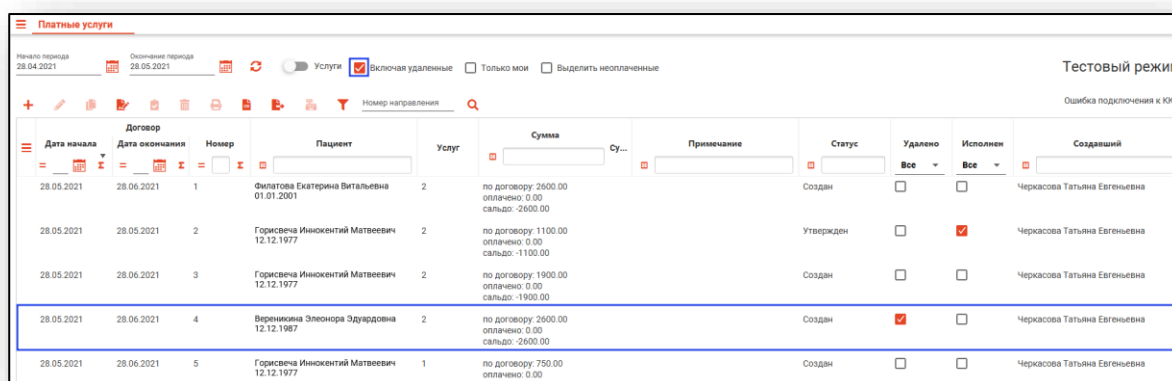 Платные услуги
Начало периода Окончание периода
28.04.2021 28.05.2021 Услуги Включая удаленные Только мои Выделить неоплаченные Тестовый режи
Номер направления Ошибка подключения к КК
Договор
Дата начала Дата окончания Номер Пациент Услуг Сумма Су... Примечание Статус Удалено Исполнен Создавший
= Σ = Σ = Σ Все Все
28.05.2021 28.06.2021 1 Филатова Екатерина Витальевна 2 по договору: 2600.00 Создан Черкасова Татьяна Евгеньевна
01.01.2001 оплачено: 0.00
сальдо: -2600.00
28.05.2021 28.05.2021 2 Горисвеча Иннокентий Матвеевич 2 по договору: 1100.00 Утвержден Черкасова Татьяна Евгеньевна
12.12.1977 оплачено: 0.00
сальдо: -1100.00
28.05.2021 28.06.2021 3 Горисвеча Иннокентий Матвеевич 2 по договору: 1900.00 Создан Черкасова Татьяна Евгеньевна
12.12.1977 оплачено: 0.00
сальдо: -1900.00
28.05.2021 28.06.2021 4 Вереникина Элеонора Эдуардовна 2 по договору: 2600.00 Создан Черкасова Татьяна Евгеньевна
12.12.1987 оплачено: 0.00
сальдо: -2600.00
28.05.2021 28.06.2021 5 Горисвеча Иннокентий Матвеевич 1 по договору: 750.00 Создан Черкасова Татьяна Евгеньевна
12.12.1977 оплачено: 0.00